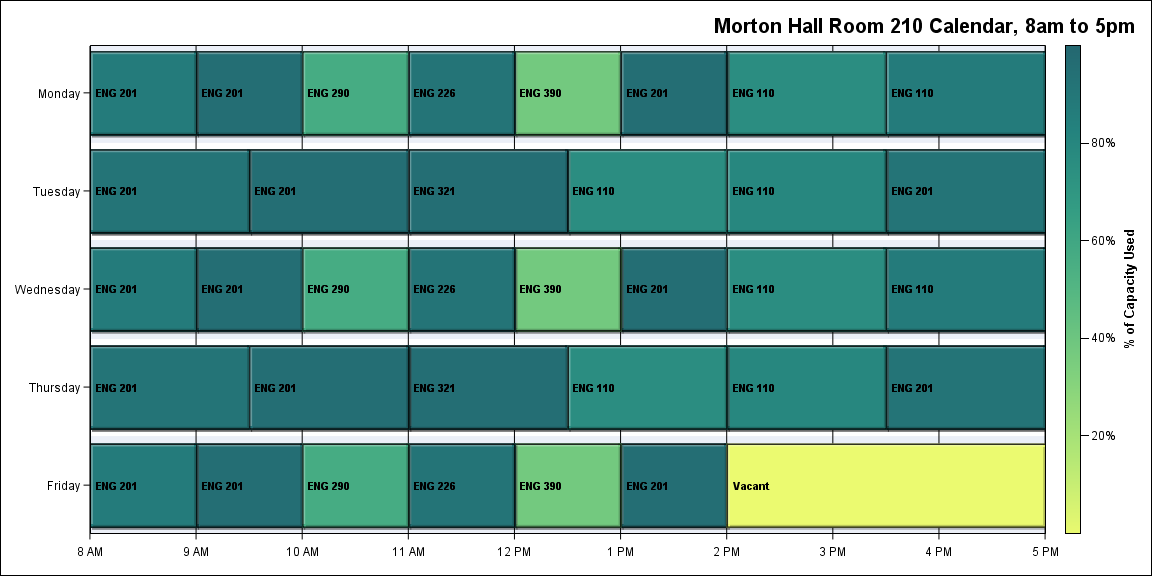 Morton Hall Room 210 Calendar, 8am to 5pm
Monday ENG 201 ENG 201 ENG 290 ENG 226 ENG 390 ENG 201 ENG 110 ENG 110
80%
Tuesday ENG 201 ENG 201 ENG 321 ENG 110 ENG 110 ENG 201
60%
% of Capacity Used
Wednesday ENG 201 ENG 201 ENG 290 ENG 226 ENG 390 ENG 201 ENG 110 ENG 110
40%
Thursday ENG 201 ENG 201 ENG 321 ENG 110 ENG 110 ENG 201
20%
Friday ENG 201 ENG 201 ENG 290 ENG 226 ENG 390 ENG 201 Vacant
8 AM 9 AM 10 AM 11 AM 12 PM 1 PM 2 PM 3 PM 4 PM 5 PM